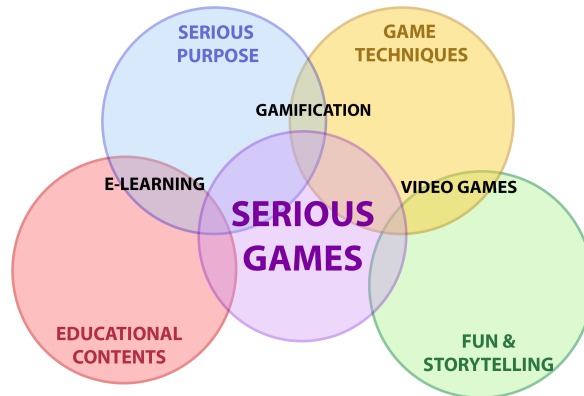 SERIOUS
PURPOSE
GAME
TECHNIQUES
GAMIFICATION
E-LEARNING
VIDEO GAMES
SERIOUS
GAMES
EDUCATIONAL
CONTENTS
FUN &
STORYTELLING